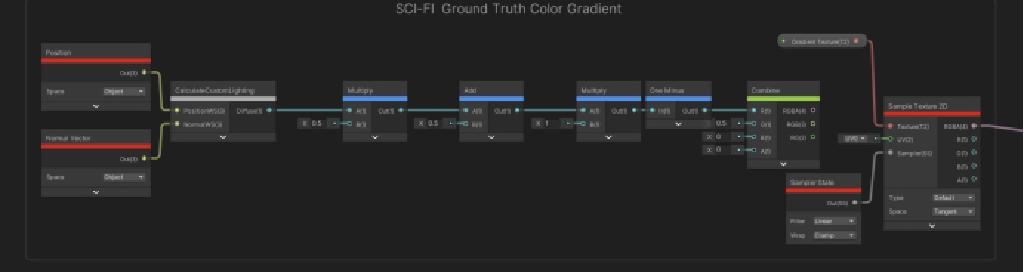 SCI-FI Ground Truth Color Gradient
Position
Out(3)
Space Object
Normal Vector
Out(3)
Space Object
CalculateCustomLighting
PositionWS(3) Diffuse(1)
NormalWS(3)
Multiply
A(1) Out(1)
X 0.5 B(1)
Add
A(1) Out(1)
X 0.5 B(1)
Multiply
A(1) Out(1)
X 1 B(1)
One Minus
In(1) Out(1)
Combine
R(1) RGBA(4)
X 0.5 G(1) RGB(3)
X 0 B(1) RG(2)
X 0 A(1)
Gradient Texture(T2)
Sampler State
Out(SS)
Filter Linear
Wrap Clamp
Sample Texture 2D
Texture(T2) RGBA(4)
UV0 UV(2) R(1)
Sampler(SS) G(1)
B(1)
A(1)
Type Default
Space Tangent